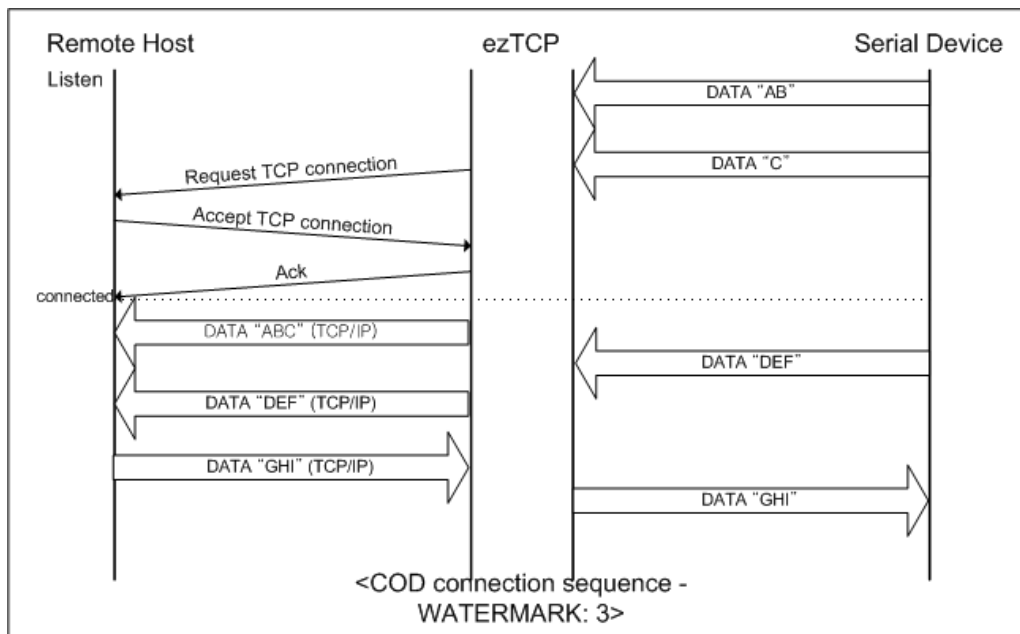 Remote Host
ezTCP
Serial Device
Listen
DATA “AB”
DATA “C”
Request TCP connection
Accept TCP connection
Ack
connected
DATA “ABC” (TCP/IP)
DATA “DEF”
DATA “DEF” (TCP/IP)
DATA “GHI” (TCP/IP)
DATA “GHI”
<COD connection sequence -
WATERMARK: 3>